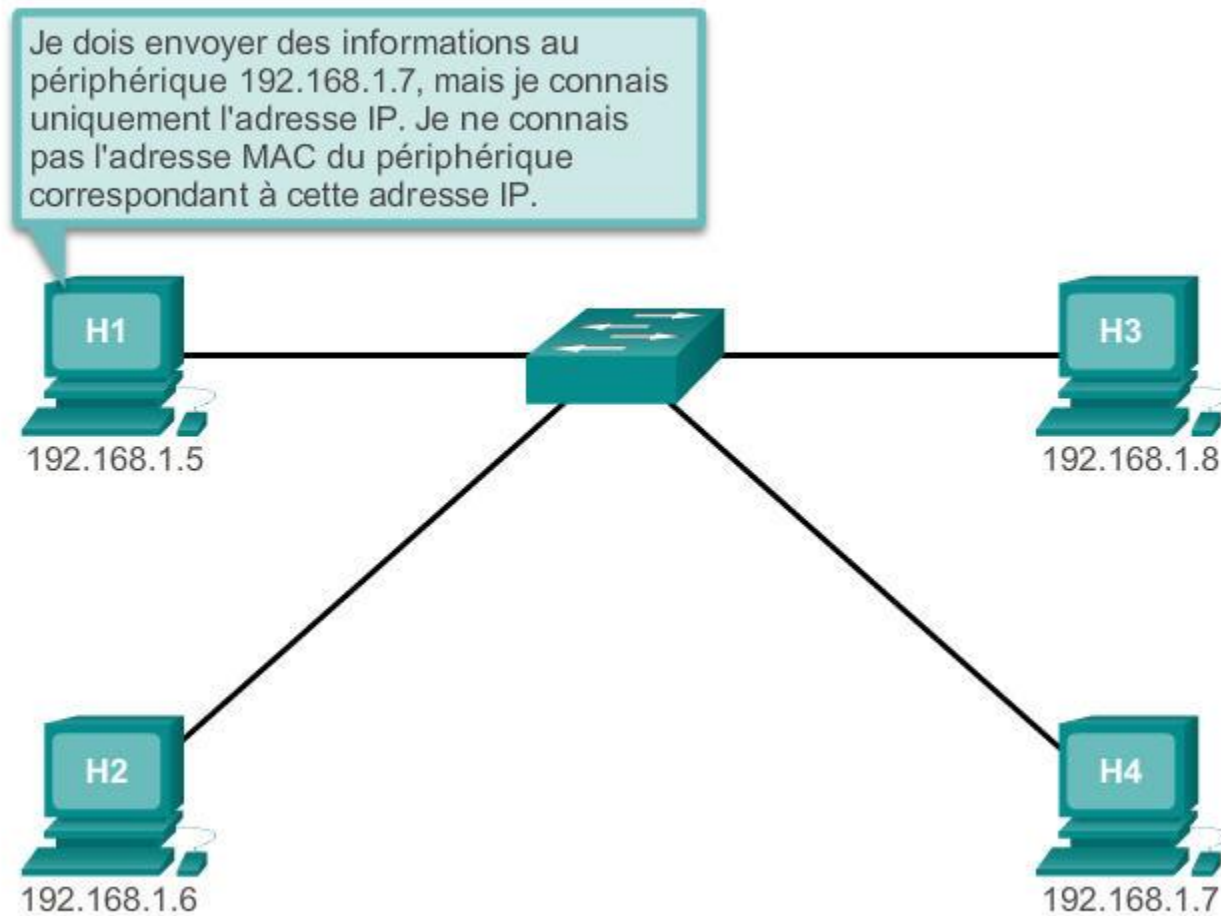 Je dois envoyer des informations au
périphérique 192.168.1.7, mais je connais
uniquement l'adresse IP. Je ne connais
pas l'adresse MAC du périphérique
correspondant à cette adresse IP.
H1
192.168.1.5
H3
192.168.1.8
H2
192.168.1.6
H4
192.168.1.7